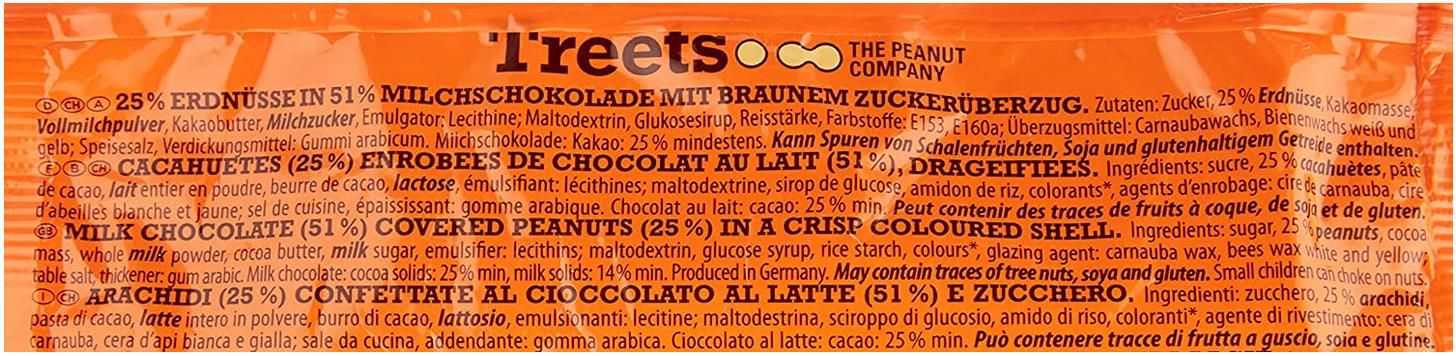 Treets THE PEANUT
COMPANY
D CH A 25% ERDNÜSSE IN 51% MILCHSCHOKOLADE MIT BRAUNEM ZUCKERÜBERZUG. Zutaten: Zucker, 25% Erdnüsse, Kakaomasse,
Vollmilchpulver, Kakaobutter, Milchzucker, Emulgator: Lecithine; Maltodextrin, Glukosesirup, Reisstärke, Farbstoffe: E153, E160a; Überzugsmittel: Carnaubawachs, Bienenwachs weiß und
gelb; Speisesalz, Verdickungsmittel: Gummi arabicum. Milchschokolade: Kakao: 25% mindestens. Kann Spuren von Schalenfrüchten, Soja und glutenhaltigem Getreide enthalten.
F B CH CACAHUETES (25%) ENROBEES DE CHOCOLAT AU LAIT (51%), DRAGEIFIEES. Ingrédients: sucre, 25% cacahuètes, pâte
de cacao, lait entier en poudre, beurre de cacao, lactose, émulsifiant: lécithines; maltodextrine, sirop de glucose, amidon de riz, colorants*, agents d'enrobage: cire de carnauba, cire
d'abeilles blanche et jaune; sel de cuisine, épaississant: gomme arabique. Chocolat au lait: cacao: 25% min. Peut contenir des traces de fruits à coque, de soja et de gluten.
GB MILK CHOCOLATE (51%) COVERED PEANUTS (25%) IN A CRISP COLOURED SHELL. Ingredients: sugar, 25% peanuts, cocoa
mass, whole milk powder, cocoa butter, milk sugar, emulsifier: lecithins; maltodextrin, glucose syrup, rice starch, colours*, glazing agent: carnauba wax, bees wax white and yellow;
table salt, thickener: gum arabic. Milk chocolate: cocoa solids: 25% min, milk solids: 14% min. Produced in Germany. May contain traces of tree nuts, soya and gluten. Small children can choke on nuts.
I CH ARACHIDI (25%) CONFETTATE AL CIOCCOLATO AL LATTE (51%) E ZUCCHERO. Ingredienti: zucchero, 25% arachidi,
pasta di cacao, latte intero in polvere, burro di cacao, lattosio, emulsionanti: lecitine; maltodestrina, sciroppo di glucosio, amido di riso, coloranti*, agente di rivestimento: cera di
carnauba, cera d'api bianca e gialla; sale da cucina, addendante: gomma arabica. Cioccolato al latte: cacao: 25% min. Può contenere tracce di frutta a guscio, soia e glutine.